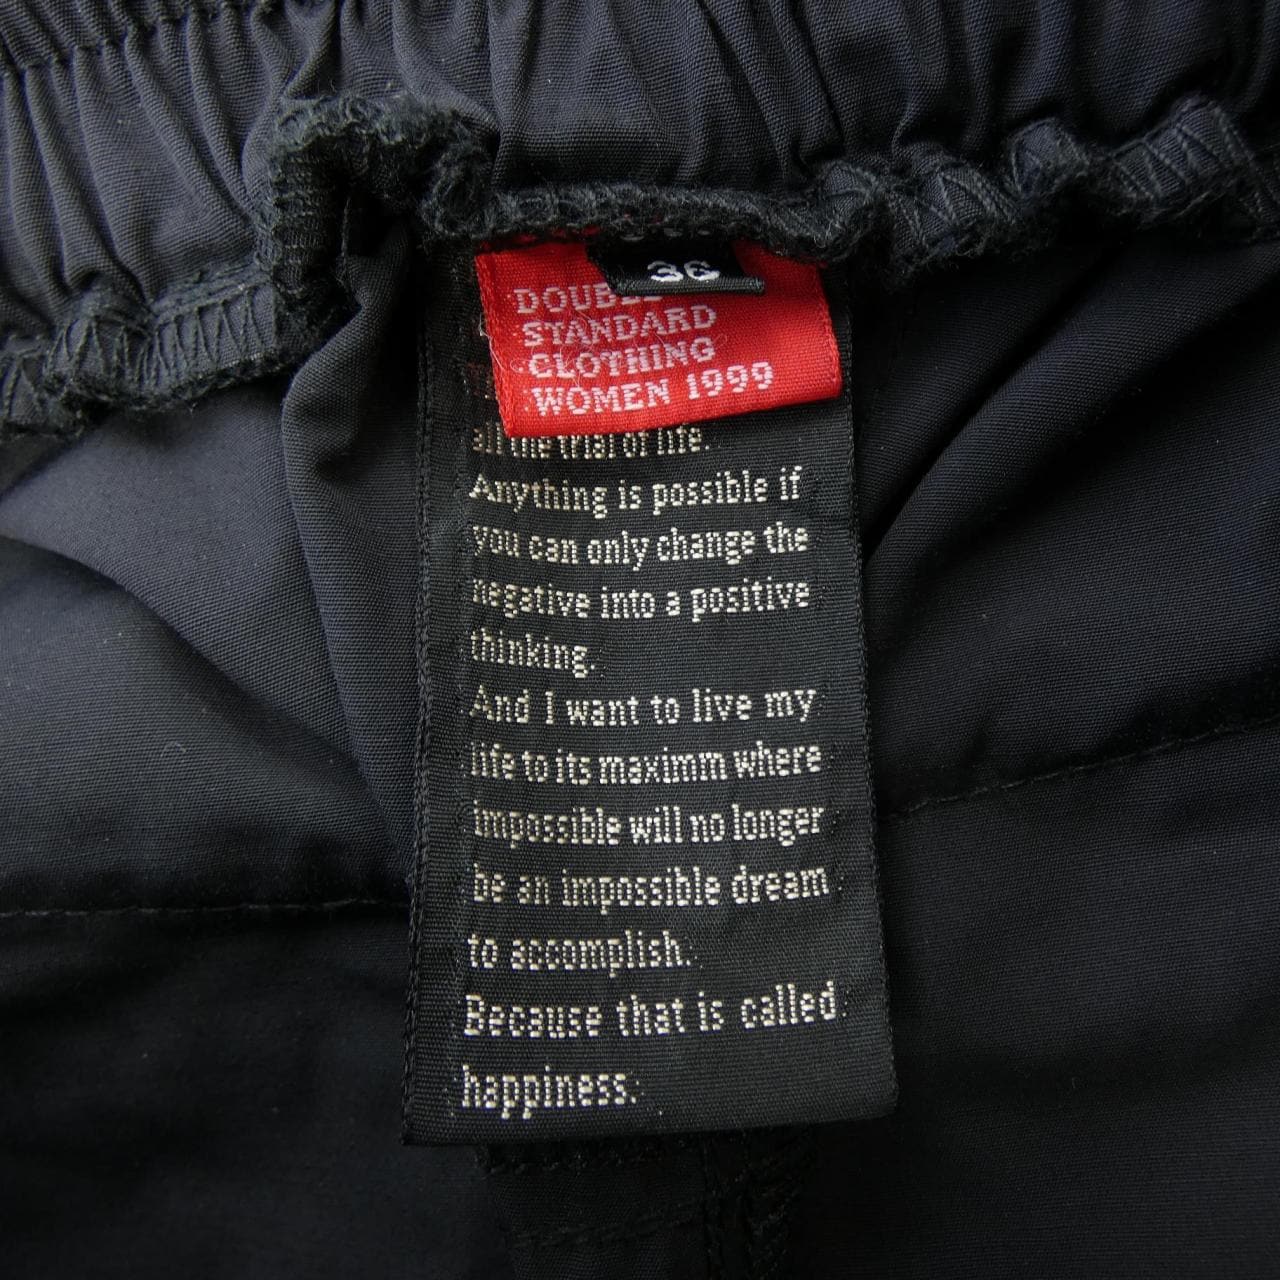 36
DOUBLE
STANDARD
CLOTHING
WOMEN 1999
all the trial of life.
Anything is possible if
you can only change the
negative into a positive
thinking.
And I want to live my
life to its maximm where
impossible will no longer
be an impossible dream
to accomplish.
Because that is called
happiness.